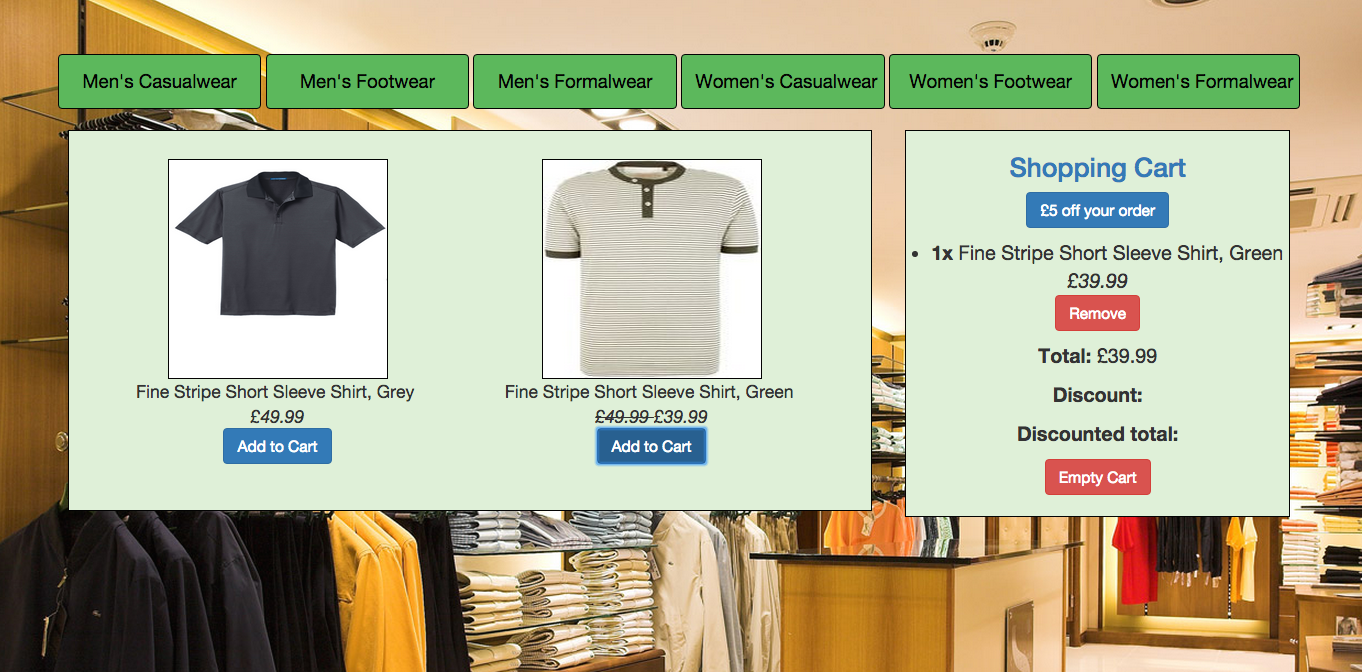 Men's Casualwear
Men's Footwear
Men's Formalwear
Women's Casualwear
Women's Footwear
Women's Formalwear
Fine Stripe Short Sleeve Shirt, Grey
£49.99
Add to Cart
Fine Stripe Short Sleeve Shirt, Green
£49.99 £39.99
Add to Cart
Shopping Cart
£5 off your order
1x Fine Stripe Short Sleeve Shirt, Green
£39.99
Remove
Total: £39.99
Discount:
Discounted total:
Empty Cart